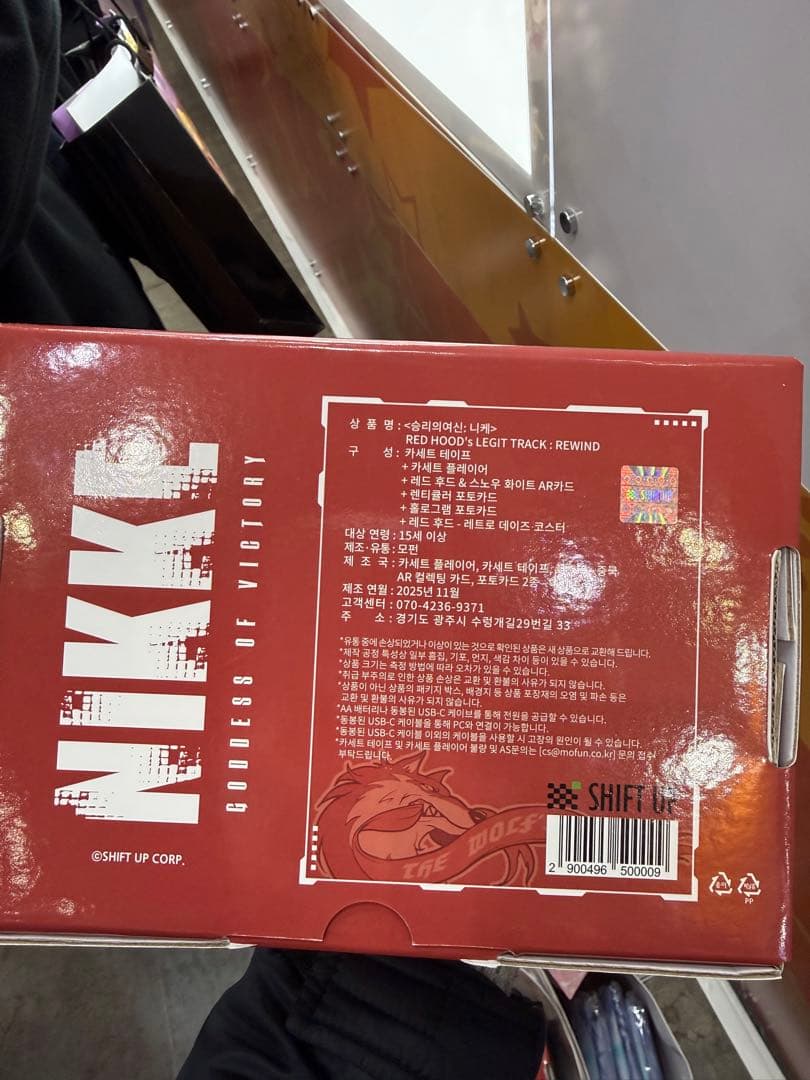 NIKKE
GODDESS OF VICTORY
©SHIFT UP CORP.
상 품 명 : <승리의여신: 니케>
RED HOOD's LEGIT TRACK : REWIND
구 성 : 카세트 테이프
+ 카세트 플레이어
+ 레드 후드 & 스노우 화이트 AR카드
+ 렌티큘러 포토카드
+ 홀로그램 포토카드
+ 레드 후드 - 레트로 데이즈 코스터
대상 연령 : 15세 이상
제조·유통 : 모펀
제 조 국 : 카세트 플레이어, 카세트 테이프, 중국,
AR 컬렉팅 카드, 포토카드 2종
제조 연월 : 2025년 11월
고객센터 : 070-4236-9371
주 소 : 경기도 광주시 수렁개길29번길 33
*유통 중에 손상되었거나 이상이 있는 것으로 확인된 상품은 새 상품으로 교환해 드립니다.
*제작 공정 특성상 일부 흠집, 기포, 먼지, 색감 차이 등이 있을 수 있습니다.
*상품 크기는 측정 방법에 따라 오차가 있을 수 있습니다.
*취급 부주의로 인한 상품 손상은 교환 및 환불의 사유가 되지 않습니다.
*상품이 아닌 상품의 패키지 박스, 배경지 등 상품 포장재의 오염 및 파손 등은
교환 및 환불의 사유가 되지 않습니다.
*AA 배터리나 동봉된 USB-C 케이블를 통해 전원을 공급할 수 있습니다.
*동봉된 USB-C 케이블을 통해 PC와 연결이 가능합니다.
*동봉된 USB-C 케이블 이외의 케이블을 사용할 시 고장의 원인이 될 수 있습니다.
*카세트 테이프 및 카세트 플레이어 불량 및 AS문의는 [cs@mofun.co.kr] 문의 접수
부탁드립니다.
SHIFT UP
SHIFT UP
THE WOLF
2 900496 500009
종이
PP